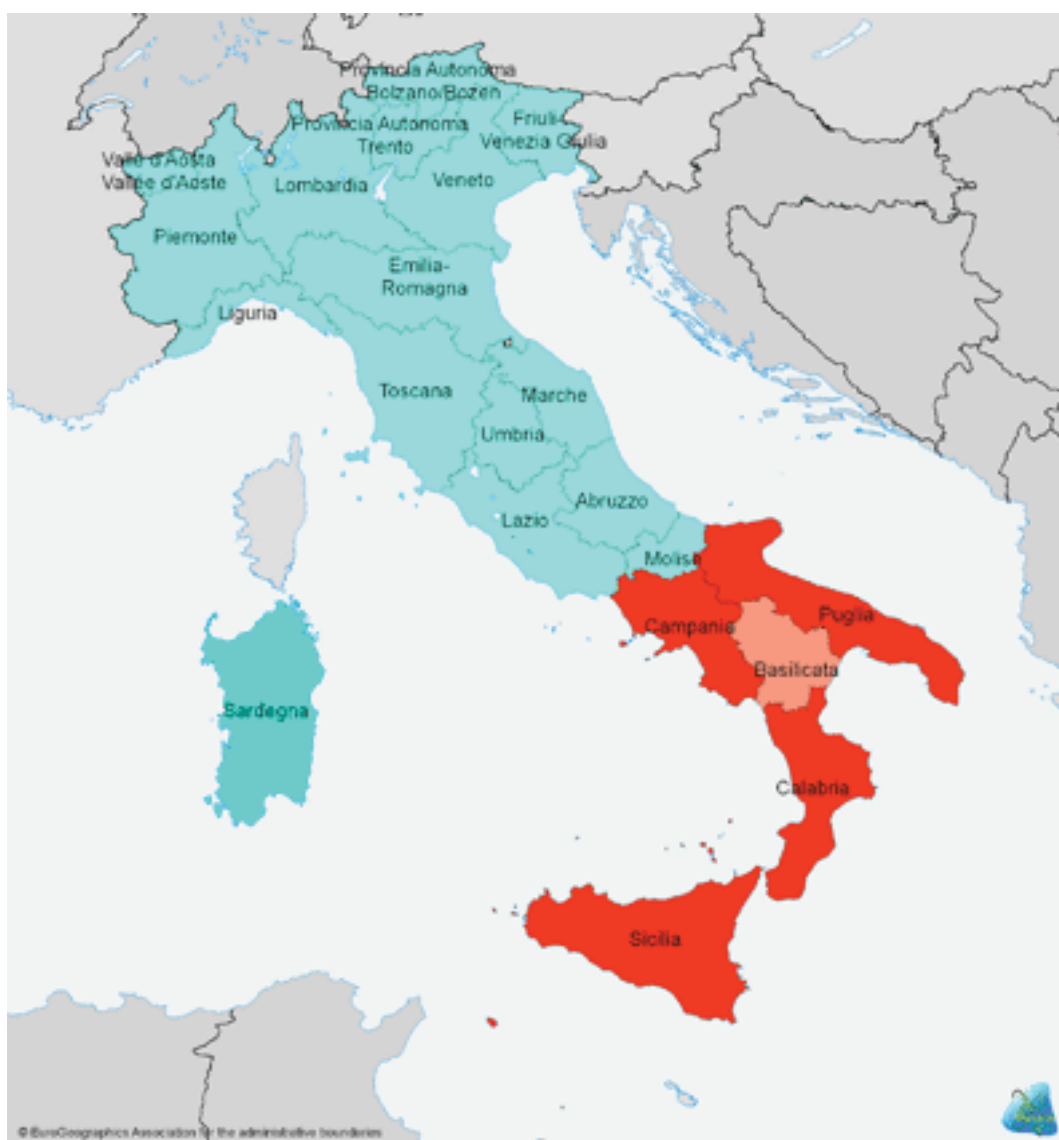 Provincia Autonoma
Bolzano/Bozen
Friuli-
Venezia Giulia
Provincia Autonoma
Trento
Valle d'Aosta
Vallée d'Aoste
Lombardia
Veneto
Piemonte
Emilia-
Romagna
Liguria
Toscana
Marche
Umbria
Abruzzo
Lazio
Molise
Campania
Puglia
Basilicata
Sardegna
Calabria
Sicilia
© EuroGeographics Association for the administrative boundaries